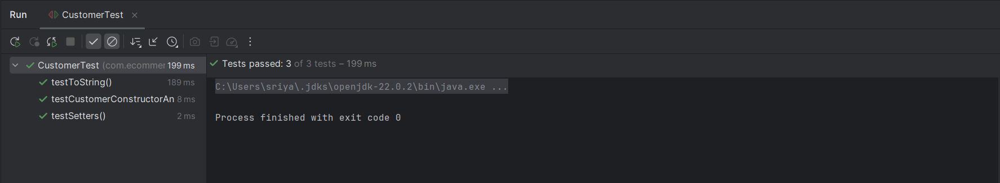 Run CustomerTest
CustomerTest (com.ecommer 199 ms
testToString() 189 ms
testCustomerConstructorAn 8 ms
testSetters() 2 ms
Tests passed: 3 of 3 tests – 199 ms
C:\Users\sriya\.jdks\openjdk-22.0.2\bin\java.exe ...
Process finished with exit code 0